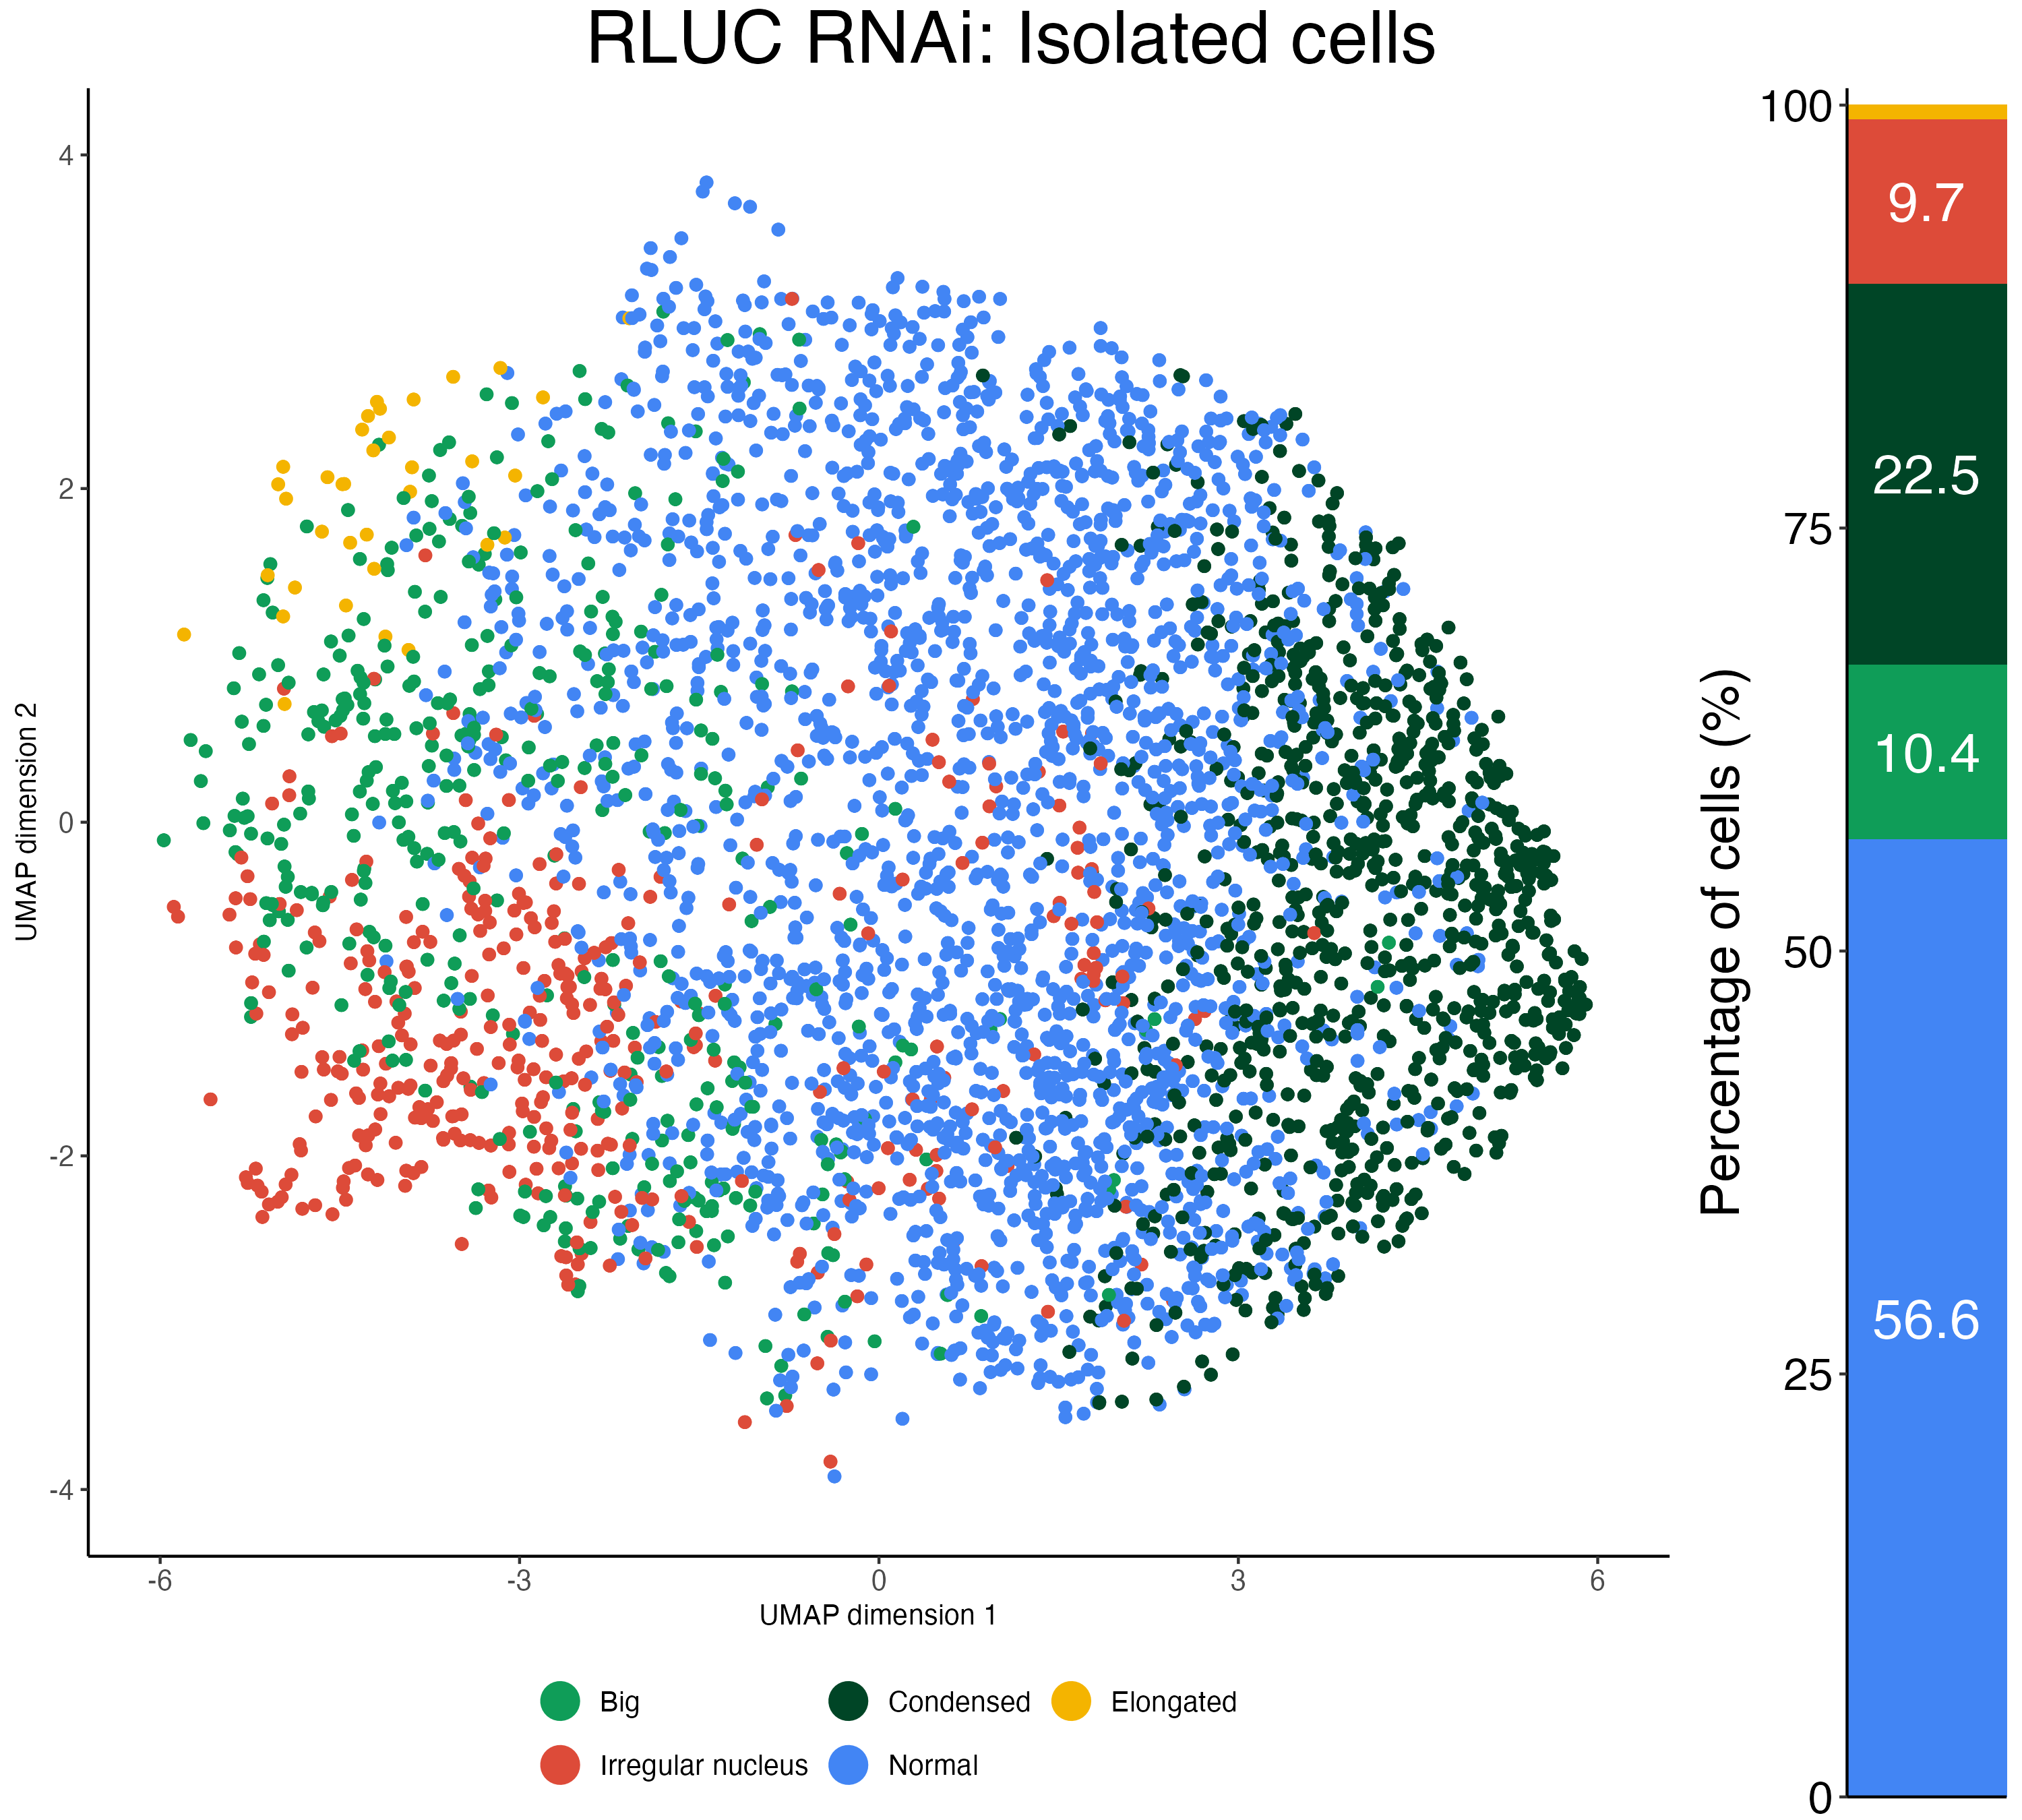 RLUC RNAi: Isolated cells
4
2
0
-2
-4
UMAP dimension 2
-6 -3 0 3 6
UMAP dimension 1
Big Condensed Elongated
Irregular nucleus Normal
100
75
50
25
0
Percentage of cells (%)
9.7
22.5
10.4
56.6